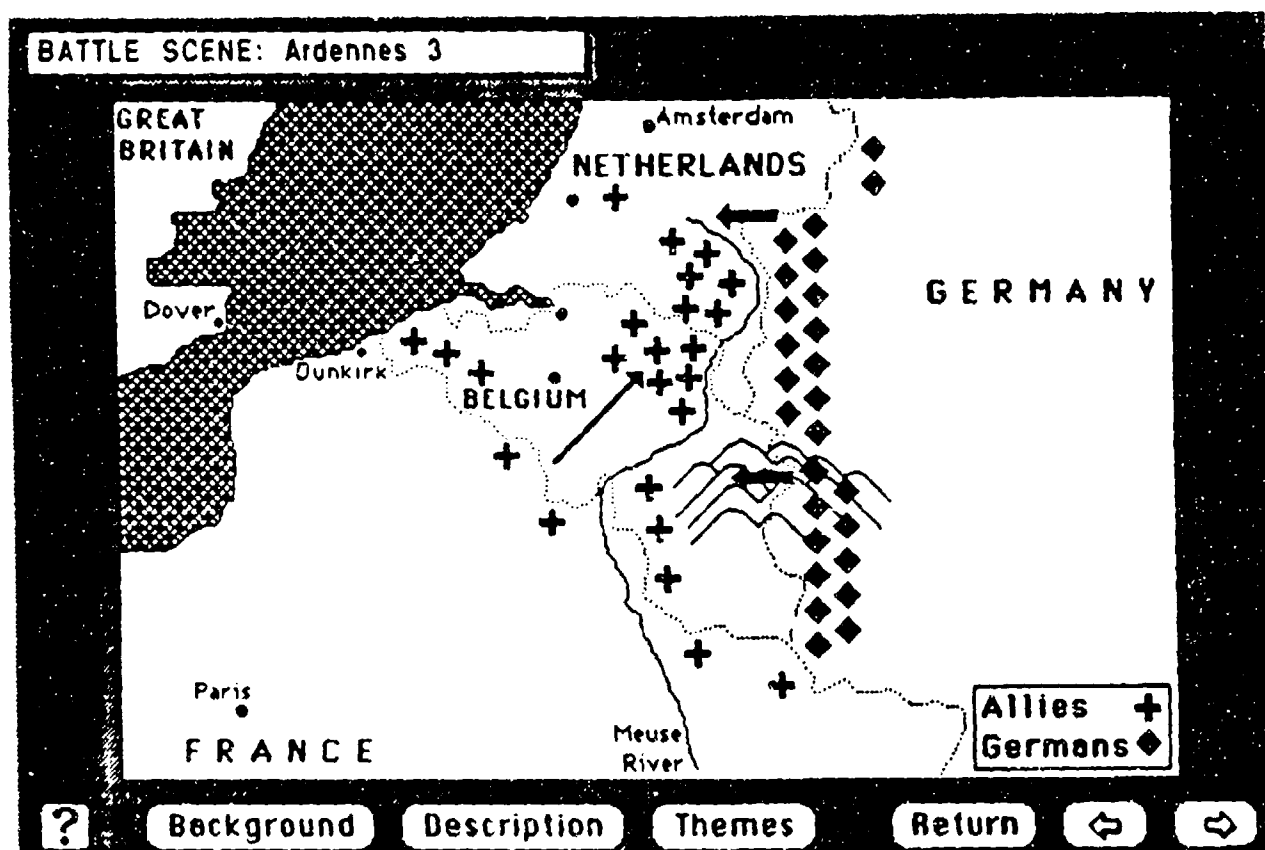 BATTLE SCENE: Ardennes 3
GREAT
BRITAIN
Amsterdam
NETHERLANDS
GERMANY
Dover
Dunkirk
BELGIUM
Paris
FRANCE
Meuse
River
Allies
Germans
?
Background
Description
Themes
Return